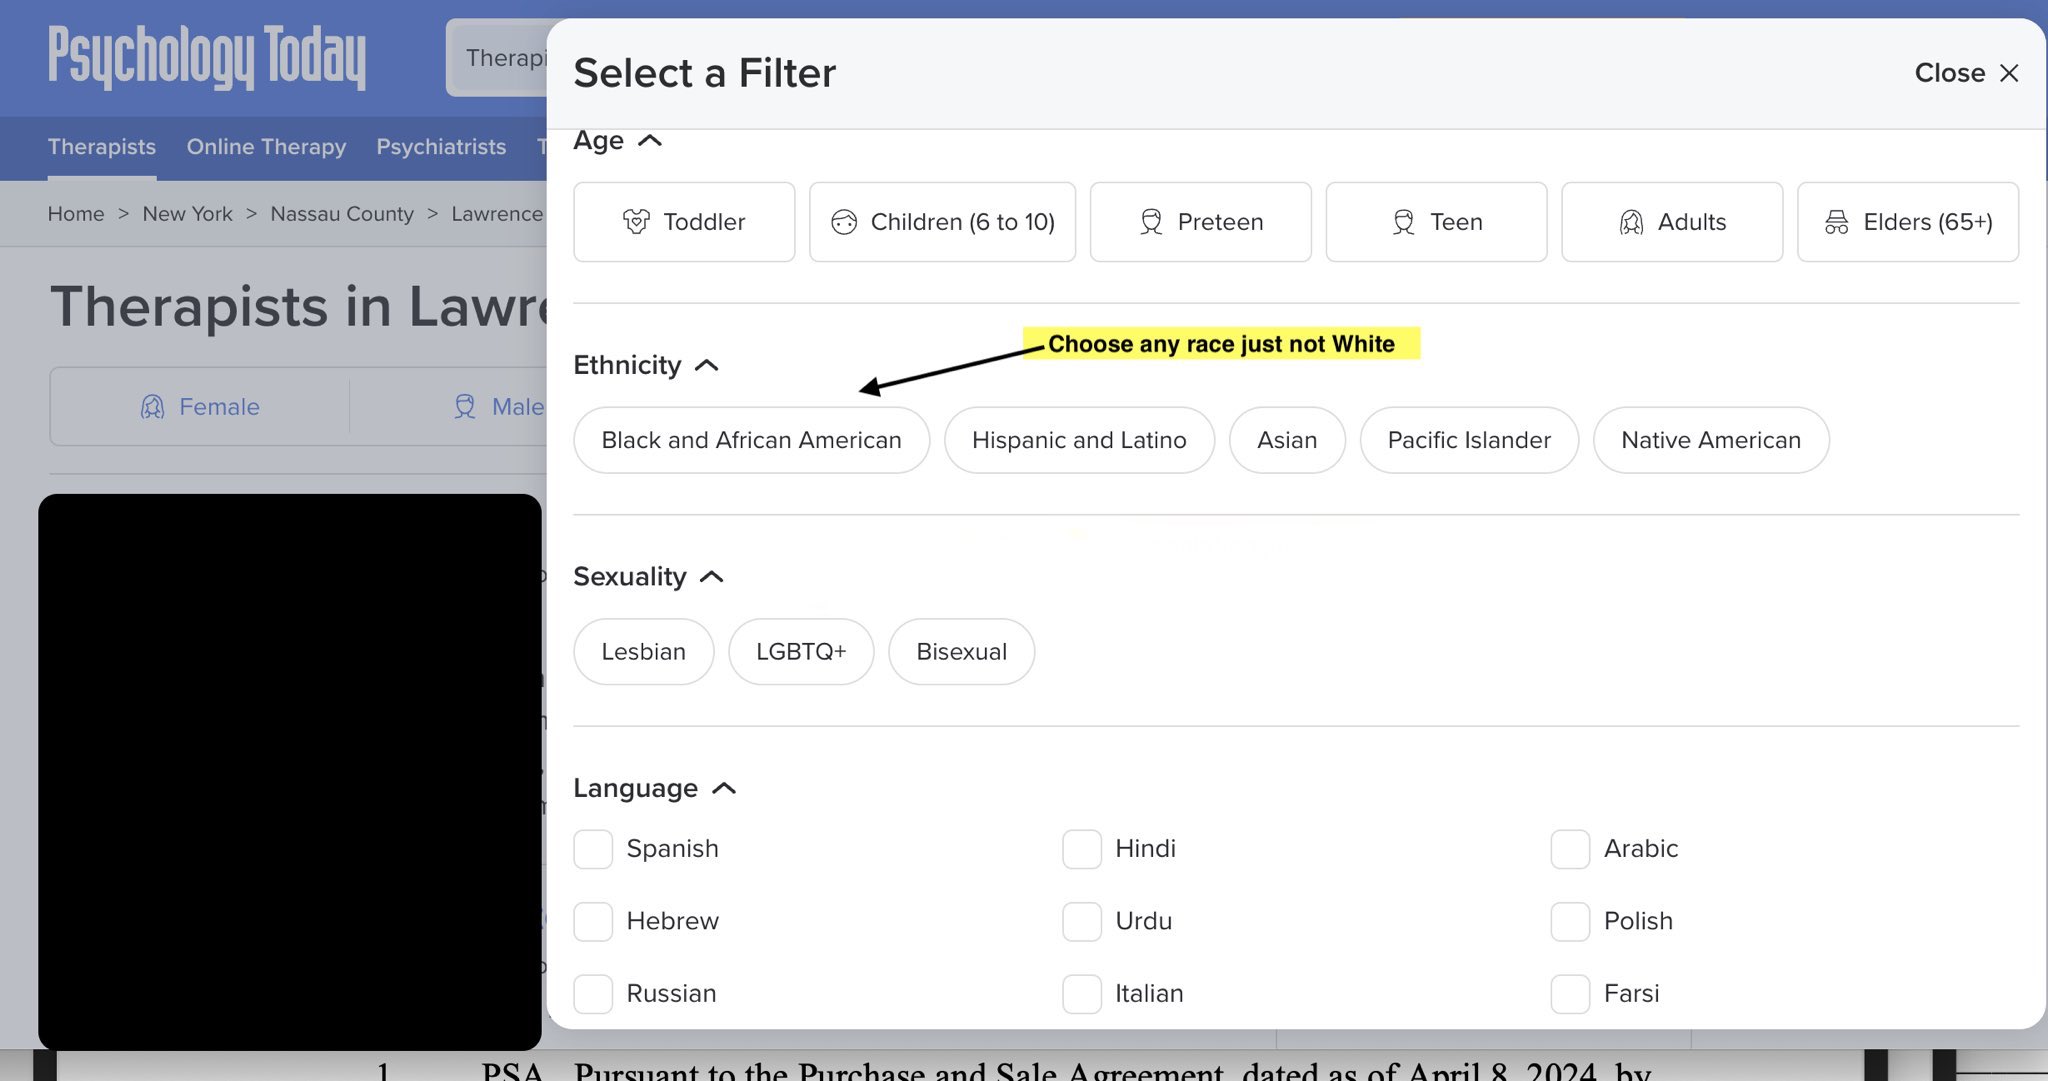 Psychology Today
Therapi
Select a Filter
Close
Therapists Online Therapy Psychiatrists T
Home > New York > Nassau County > Lawrence
Age
Toddler Children (6 to 10) Preteen Teen Adults Elders (65+)
Therapists in Lawre
Choose any race just not White
Ethnicity
Female Male
Black and African American Hispanic and Latino Asian Pacific Islander Native American
Sexuality
Lesbian LGBTQ+ Bisexual
Language
Spanish Hindi Arabic
Hebrew Urdu Polish
Russian Italian Farsi
1 PSA Pursuant to the Purchase and Sale Agreement, dated as of April 8, 2024, by